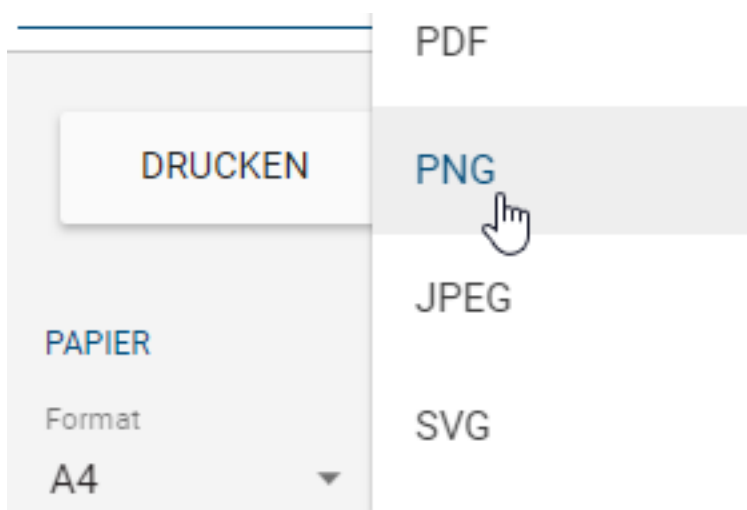 DRUCKEN
PAPIER
Format
A4
PDF
PNG
JPEG
SVG